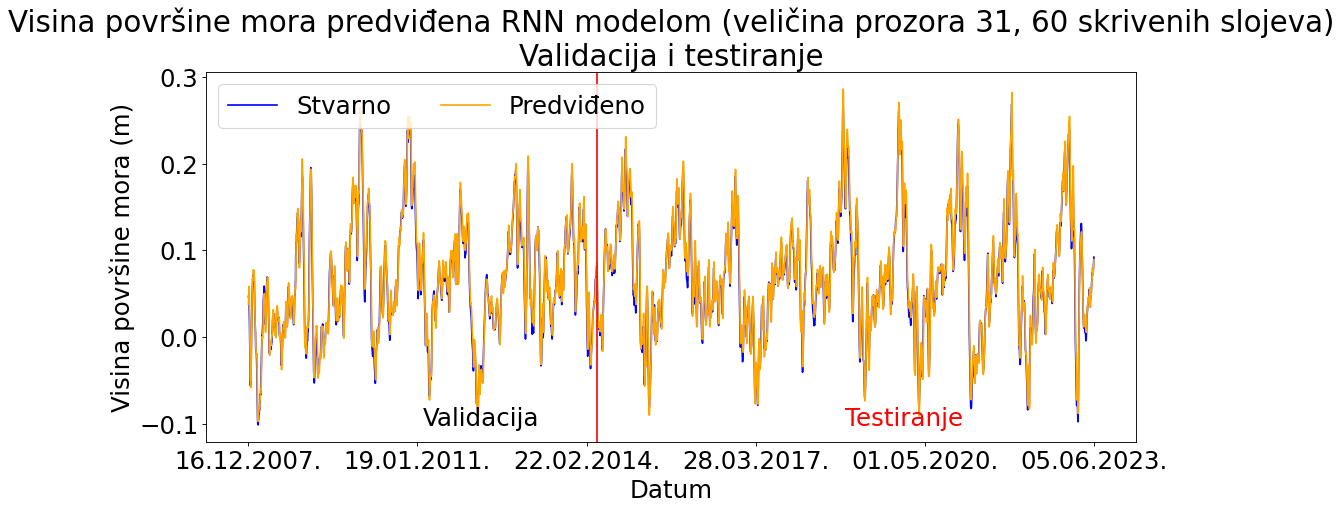 Visina površine mora predviđena RNN modelom (veličina prozora 31, 60 skrivenih slojeva)
Validacija i testiranje
Stvarno
Predviđeno
Visina površine mora (m)
0.3
0.2
0.1
0.0
−0.1
Validacija
Testiranje
16.12.2007.
19.01.2011.
22.02.2014.
28.03.2017.
01.05.2020.
05.06.2023.
Datum